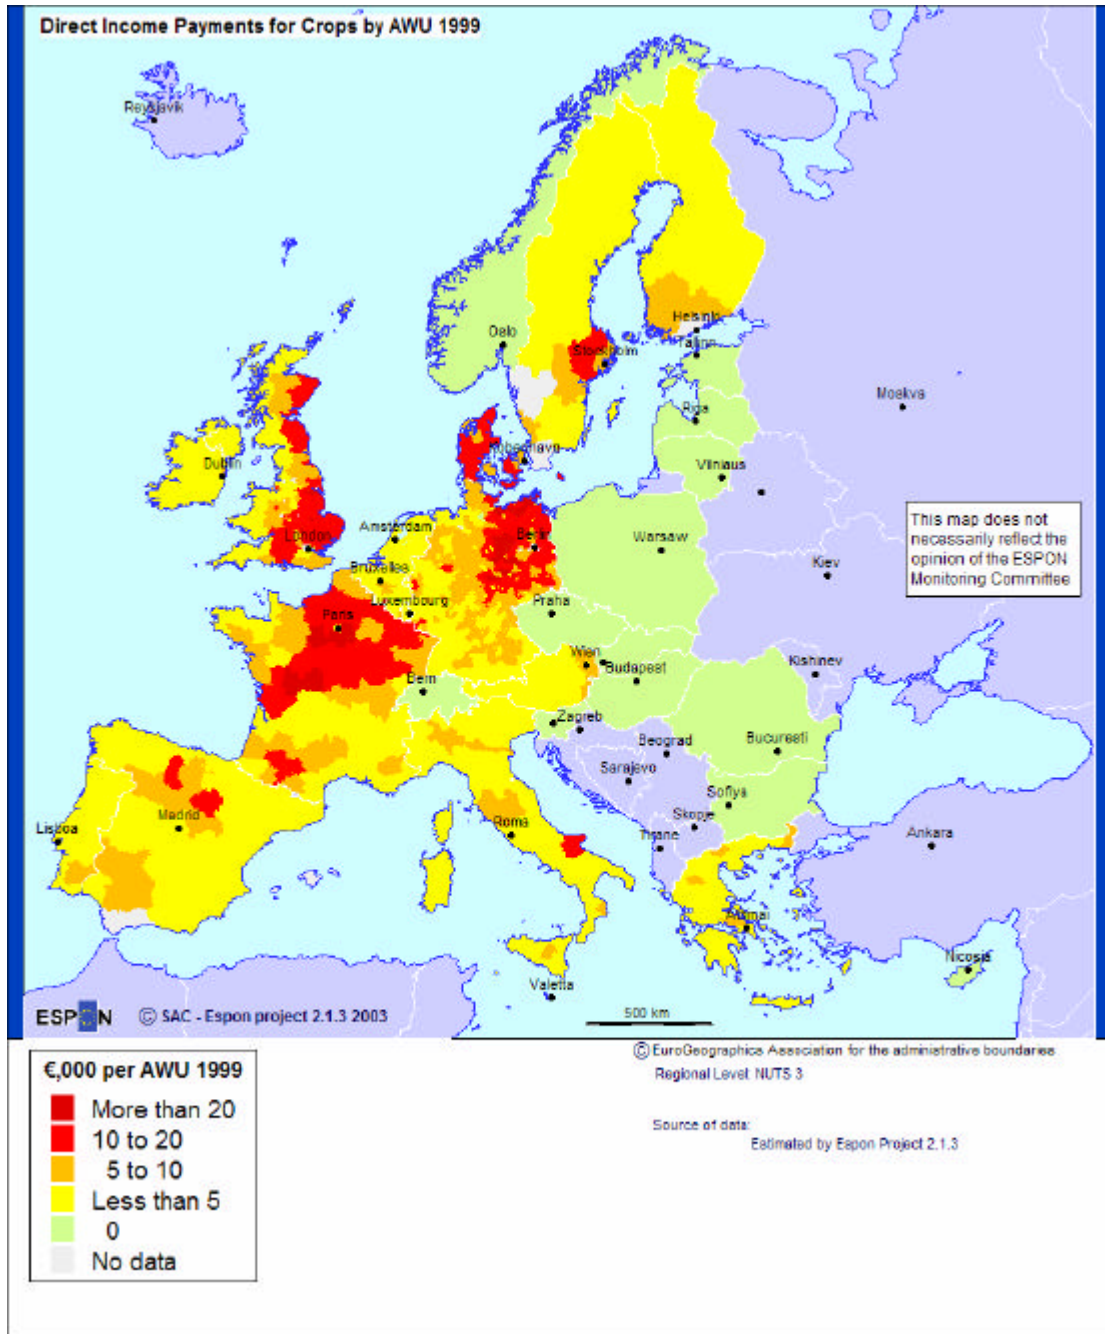 Direct Income Payments for Crops by AWU 1999
Reykjavik
Oslo
Helsinki
Tallinn
Stockholm
Moskva
Riga
Dublin
Vilniaus
This map does not
necessarily reflect the
opinion of the ESPON
Monitoring Committee
Amsterdam
London
Berlin
Warsaw
Bruxelles
Kiev
Luxembourg
Praha
Paris
Wien
Budapest
Kishinev
Bern
Zagreb
Beograd
Bucuresti
Sarajevo
Sofiya
Madrid
Roma
Skopje
Lisboa
Tirane
Ankara
Nicosia
Valetta
ESPON © SAC - Espon project 2.1.3 2003
500 km
© EuroGeographics Association for the administrative boundaries
Regional Level: NUTS 3
Source of data:
Estimated by Espon Project 2.1.3
€,000 per AWU 1999
More than 20
10 to 20
5 to 10
Less than 5
0
No data